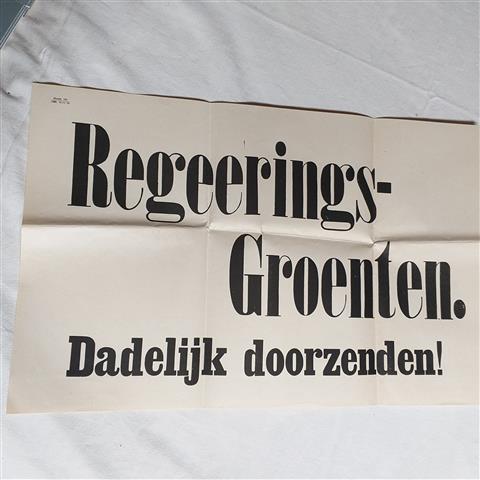 Regeerings-
Groenten.
Dadelijk doorzenden!